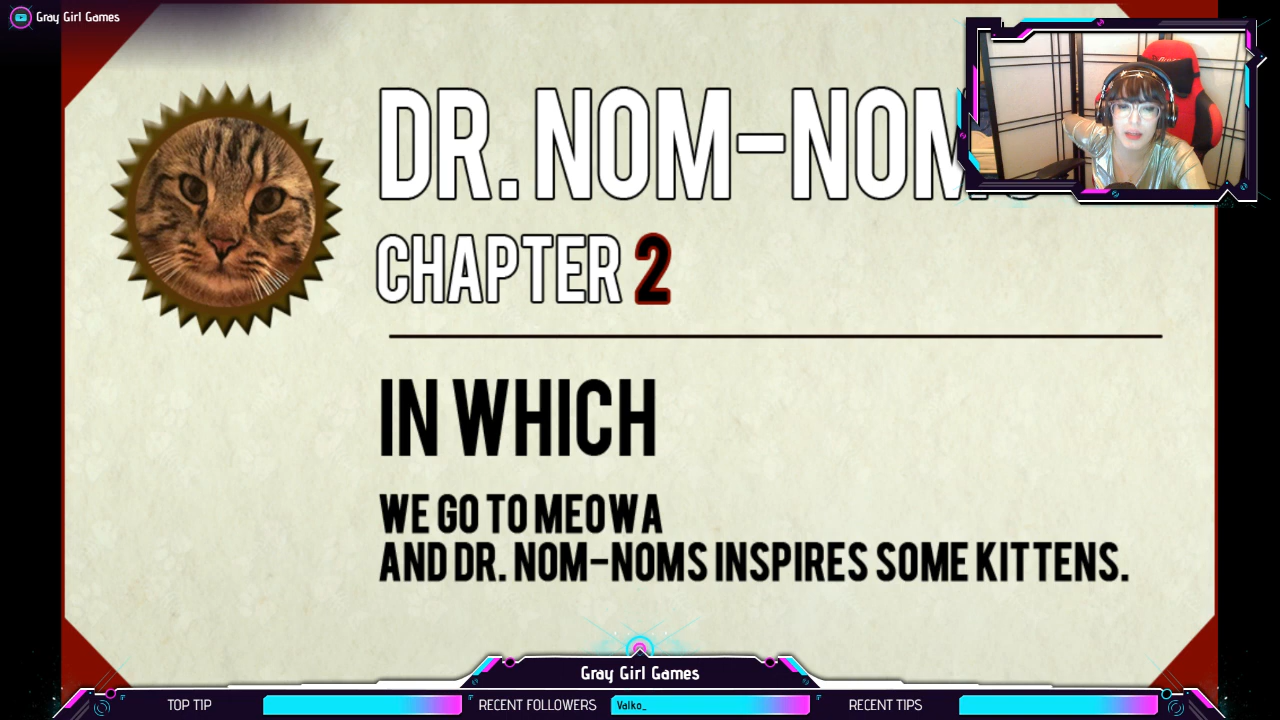 Gray Girl Games
DR. NOM-NOMS
CHAPTER 2
IN WHICH
WE GO TO MEOWA
AND DR. NOM-NOMS INSPIRES SOME KITTENS.
Gray Girl Games
TOP TIP
RECENT FOLLOWERS
Valko_
RECENT TIPS